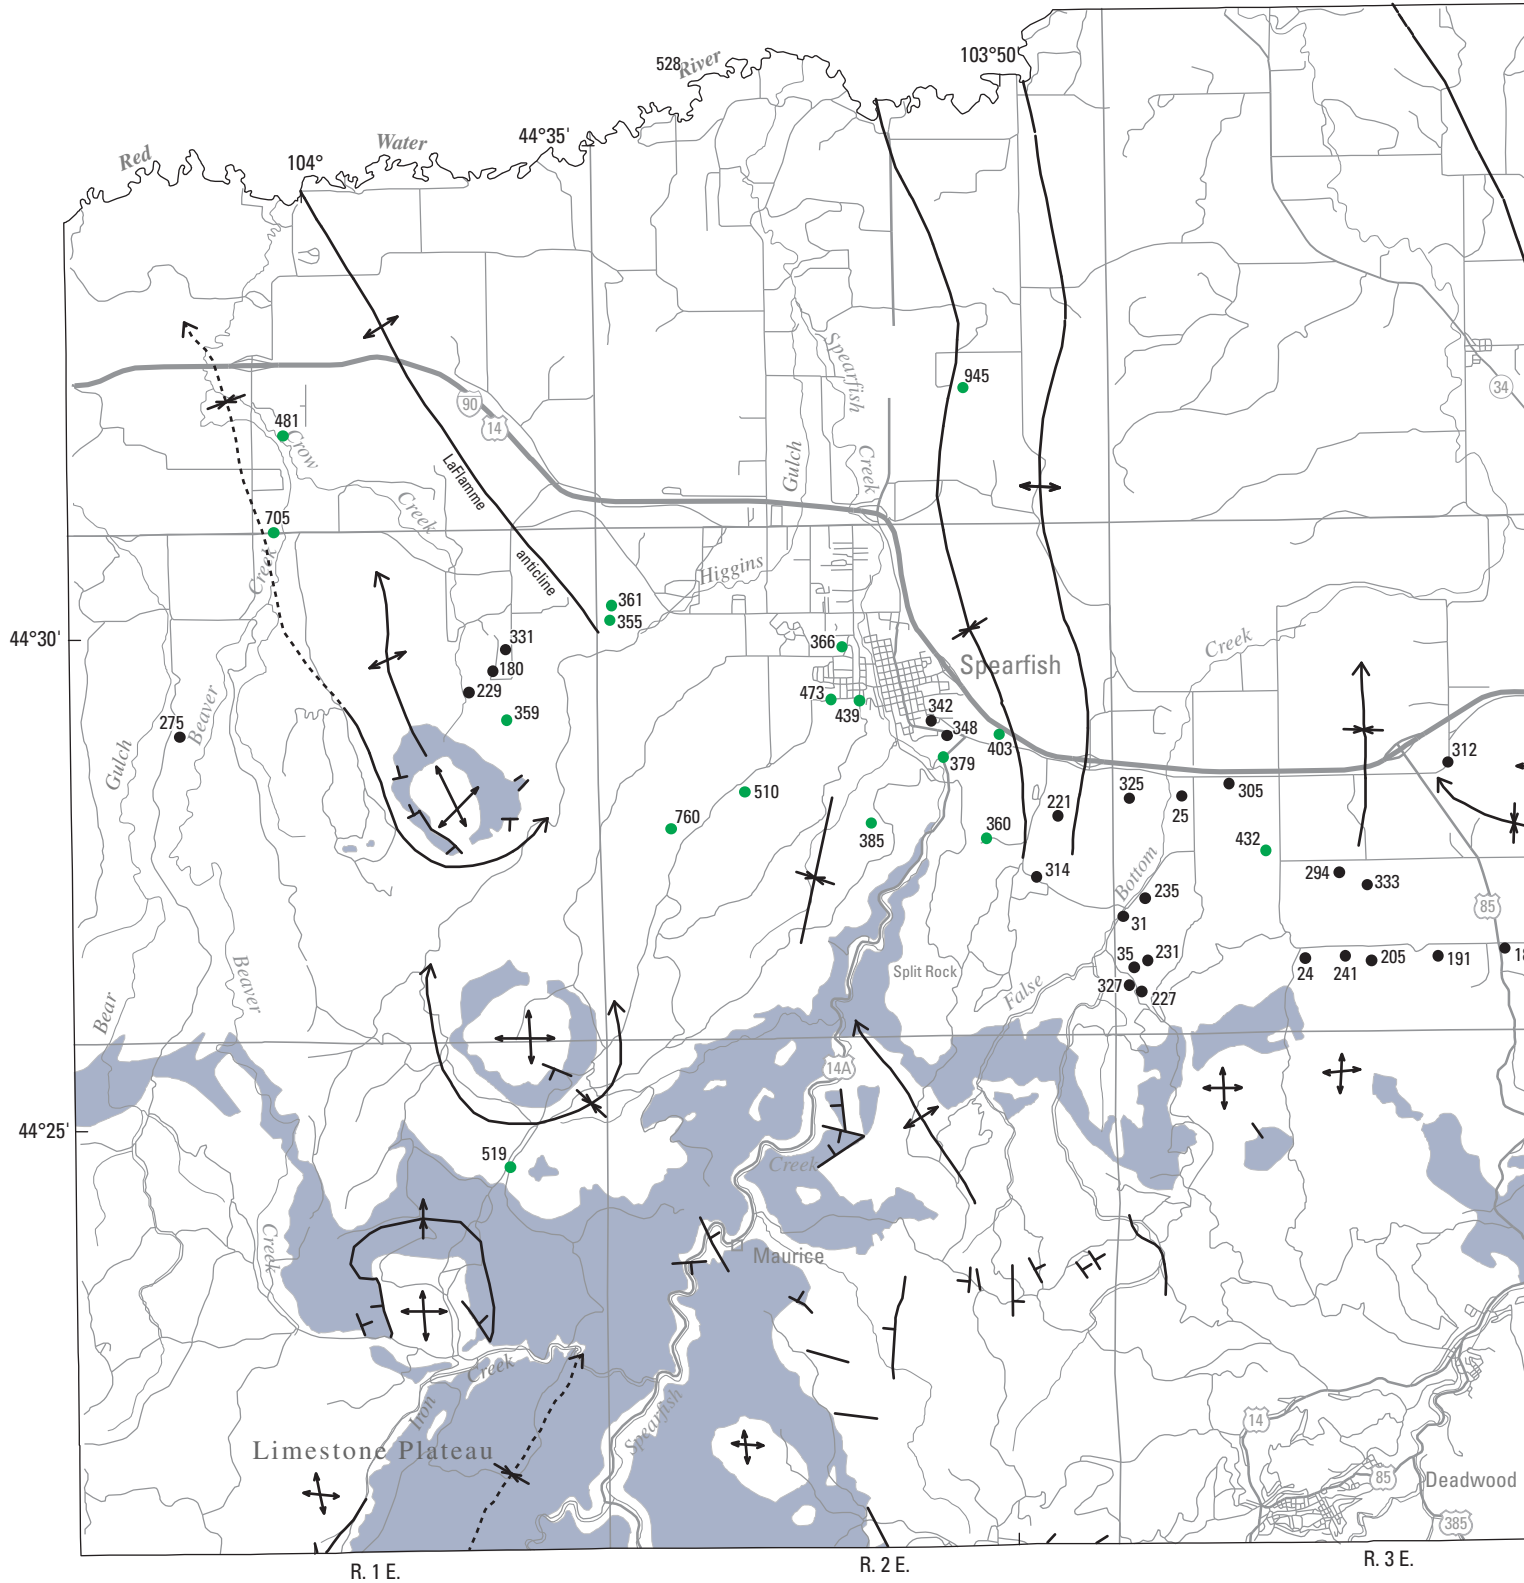 103°50'
528
River
44°35'
Water
Red
104°
34
Spearfish
945
90
14
481
Crow
LaFlamme
Gulch
Creek
Creek
705
anticline
Higgins
Creek
361
355
44°30'
331
366
Creek
180
Spearfish
229
473
439
Beaver
359
342
275
348
403
Gulch
379
312
510
325
305
25
221
760
385
360
432
314
294
333
Bottom
235
85
31
35
231
24
241
205
191
18
Split Rock
Beaver
327
227
False
Bear
14A
44°25'
519
Creek
Creek
Maurice
Creek
Iron
Spearfish
14
Limestone Plateau
85
Deadwood
385
R. 1 E.
R. 2 E.
R. 3 E.